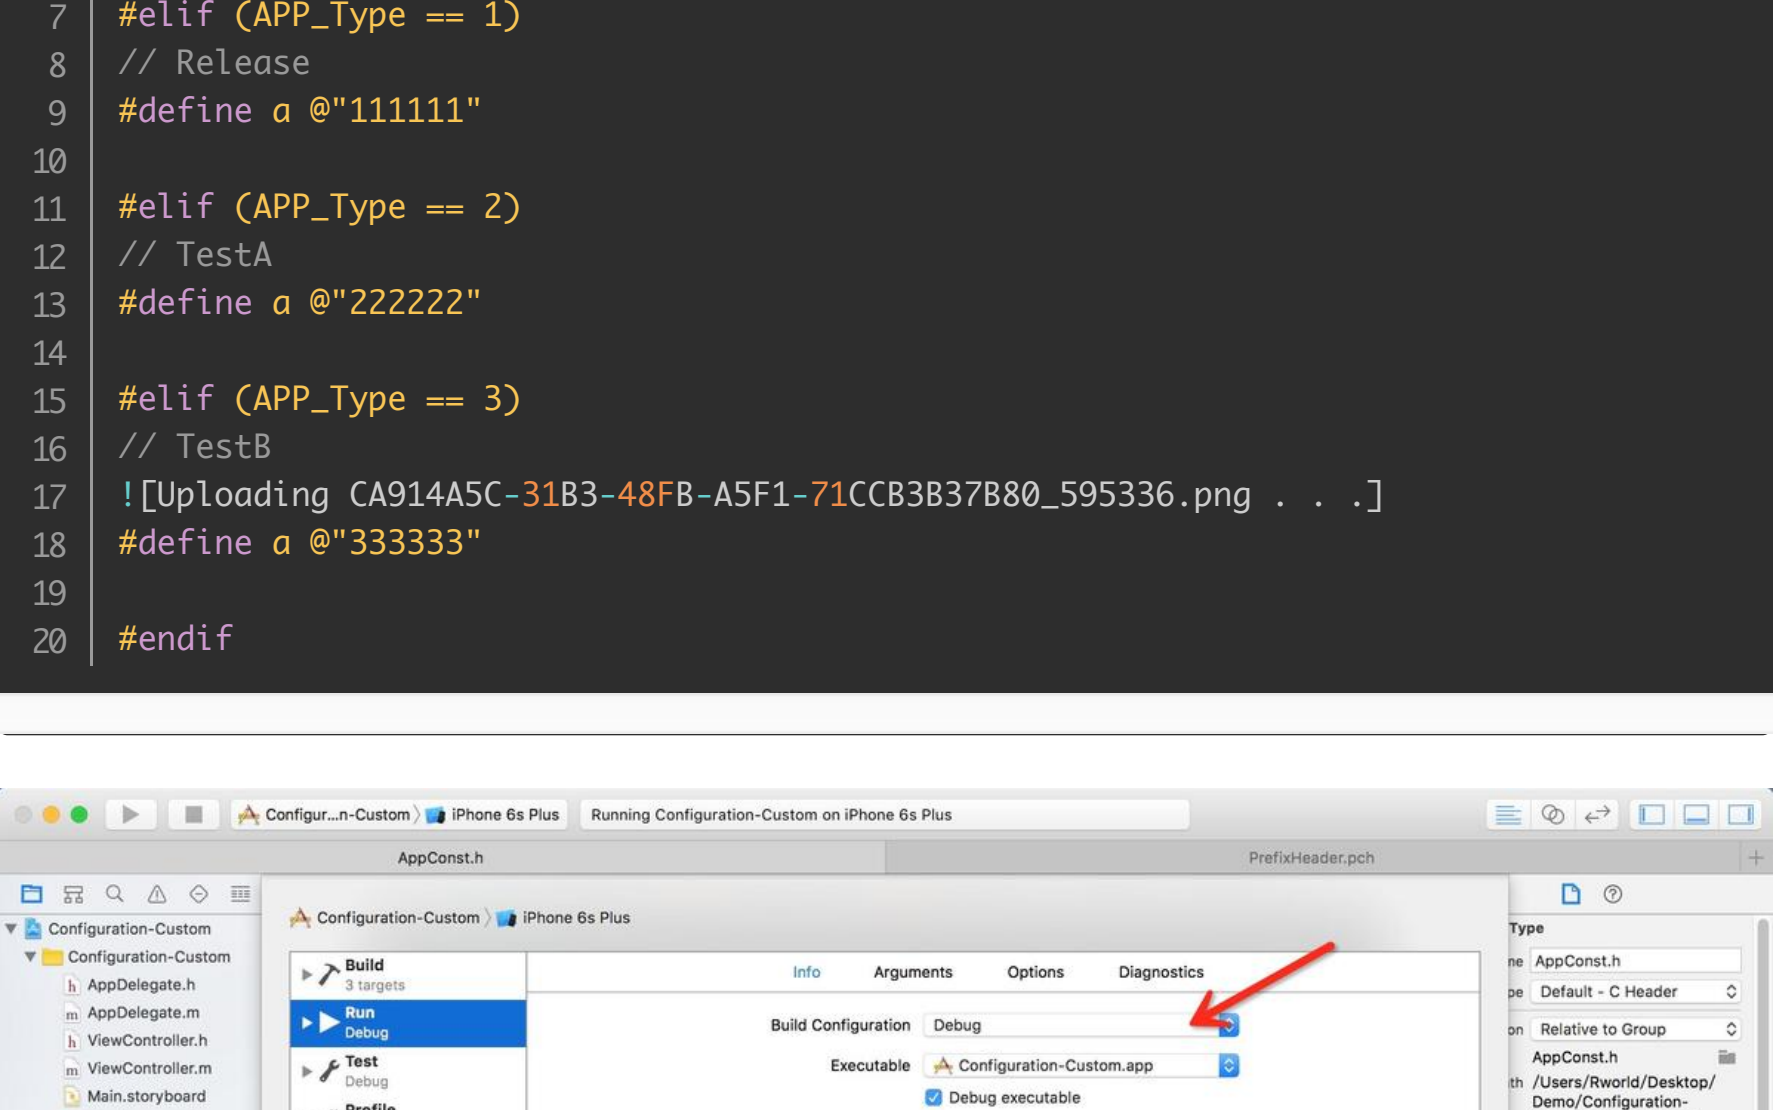 7 #elif (APP_Type == 1)
8 // Release
9 #define a @"111111"
10
11 #elif (APP_Type == 2)
12 // TestA
13 #define a @"222222"
14
15 #elif (APP_Type == 3)
16 // TestB
17 ![Uploading CA914A5C-31B3-48FB-A5F1-71CCB3B37B80_595336.png . . .]
18 #define a @"333333"
19
20 #endif
Configur...n-Custom 〉 iPhone 6s Plus Running Configuration-Custom on iPhone 6s Plus
AppConst.h PrefixHeader.pch
Configuration-Custom 〉 iPhone 6s Plus
Configuration-Custom
Configuration-Custom
h AppDelegate.h
m AppDelegate.m
h ViewController.h
m ViewController.m
Main.storyboard
Build
3 targets
Run
Debug
Test
Debug
Profile
Info Arguments Options Diagnostics
Build Configuration Debug
Executable Configuration-Custom.app
Debug executable
Type
me AppConst.h
pe Default - C Header
on Relative to Group
AppConst.h
th /Users/Rworld/Desktop/
Demo/Configuration-